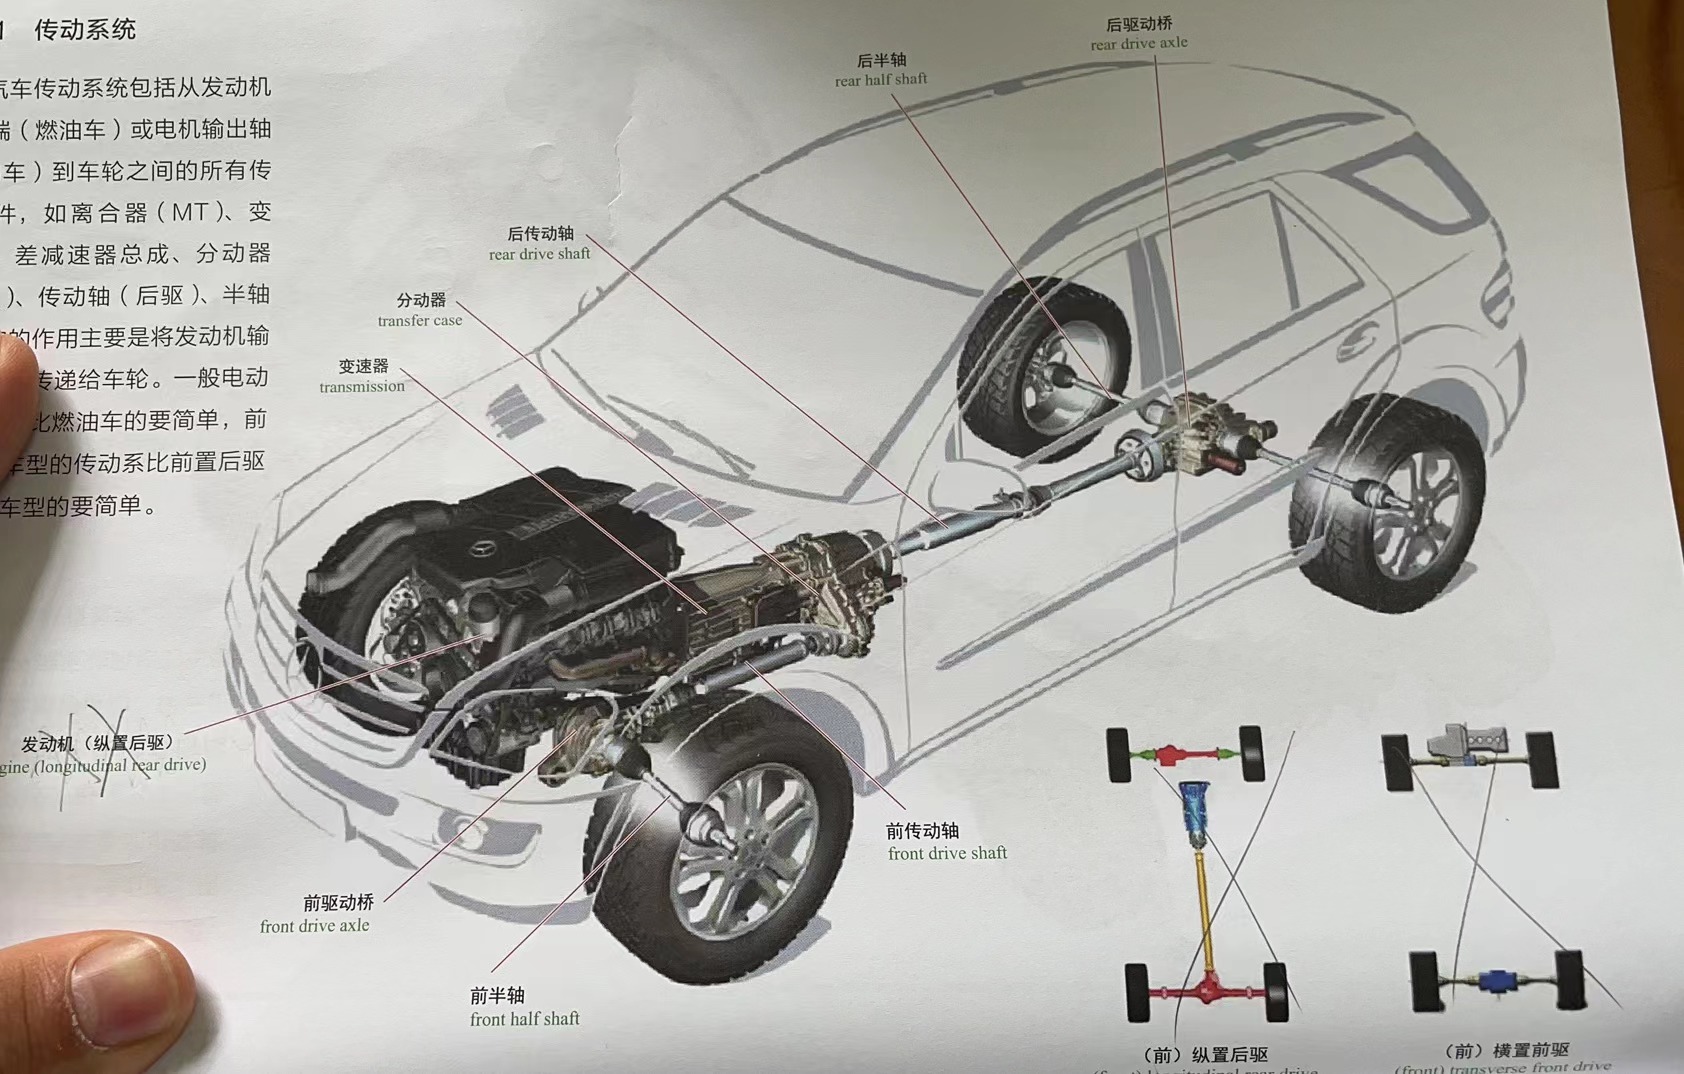 传动系统
汽车传动系统包括从发动机
端（燃油车）或电机输出轴
车）到车轮之间的所有传
件，如离合器（MT）、变
差减速器总成、分动器
）、传动轴（后驱）、半轴
的作用主要是将发动机输
传递给车轮。一般电动
比燃油车的要简单，前
车型的传动系比前置后驱
车型的要简单。
后驱动桥
rear drive axle
后半轴
rear half shaft
后传动轴
rear drive shaft
分动器
transfer case
变速器
transmission
发动机（纵置后驱）
gine (longitudinal rear drive)
前传动轴
front drive shaft
前驱动桥
front drive axle
前半轴
front half shaft
（前）纵置后驱
（前）横置前驱
(front) transverse front drive